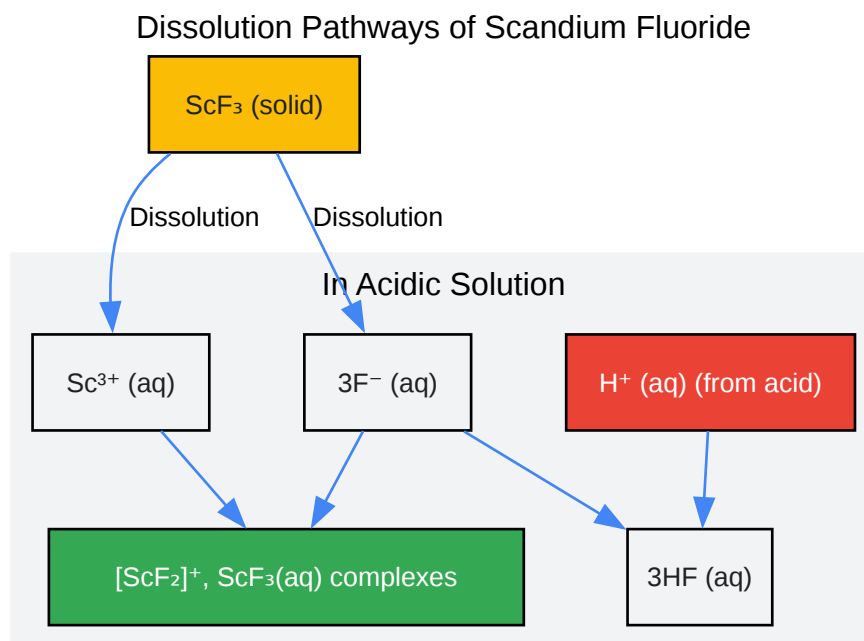 Dissolution Pathways of Scandium Fluoride
ScF₃ (solid)
Dissolution
Dissolution
In Acidic Solution
Sc³⁺ (aq)
3F⁻ (aq)
H⁺ (aq) (from acid)
[ScF₂]⁺, ScF₃(aq) complexes
3HF (aq)